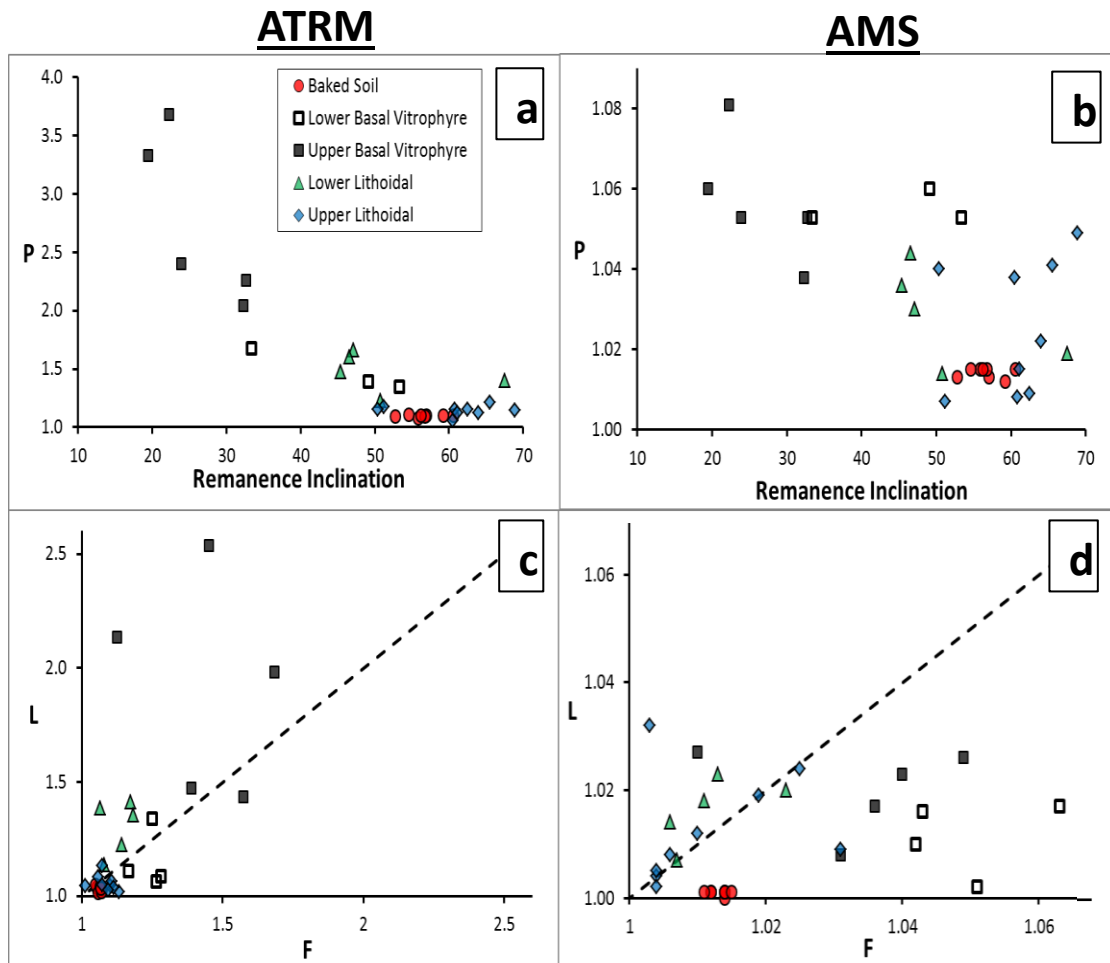 ATRM
AMS
a
4.0
3.5
3.0
2.5
2.0
1.5
1.0
P
Baked Soil
Lower Basal Vitrophyre
Upper Basal Vitrophyre
Lower Lithoidal
Upper Lithoidal
10 20 30 40 50 60 70
Remanence Inclination
b
1.08
1.06
1.04
1.02
1.00
P
10 20 30 40 50 60 70
Remanence Inclination
c
2.5
2.0
1.5
1.0
L
1 1.5 2 2.5
F
d
1.06
1.04
1.02
1.00
L
1 1.02 1.04 1.06
F